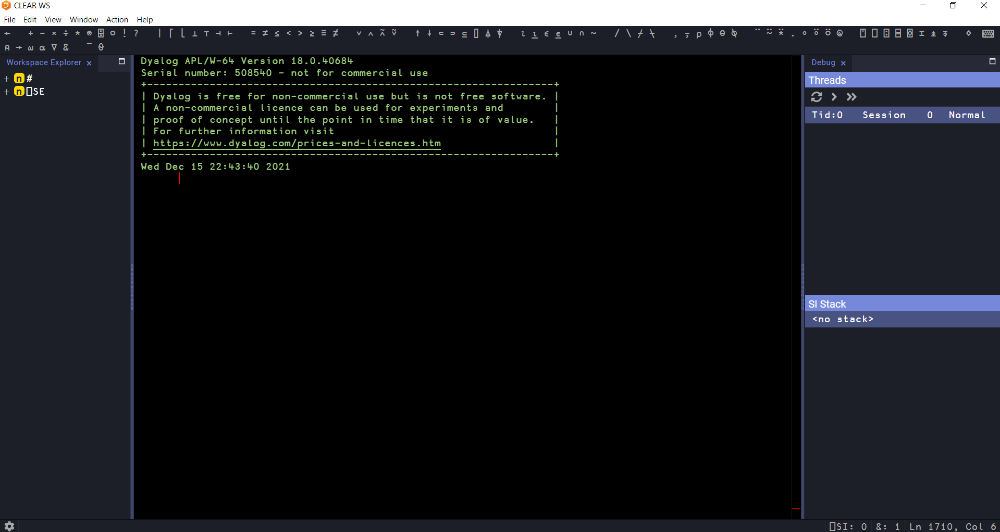 CLEAR WS
File Edit View Window Action Help
← + - × ÷ * ⍟ ⌹ ○ ! ? | ⌈ ⌊ ⊥ ⊤ ⊣ ⊢ = ≠ ≤ < > ≥ ≡ ≢ ∨ ∧ ⍲ ⍱ ↑ ↓ ⊂ ⊃ ⊆ ⌷ ⍋ ⍒ ⍳ ⍸ ∊ ⍷ ∪ ∩ ~ / \ ⌿ ⍀ , ⍪ ⍴ ⌽ ⊖ ⍉ ¨ ⍨ ⍣ . ∘ ⍤ ⍥ @ ⍞ ⎕ ⍠ ⌸ ⌺ ⌶ ⍎ ⍕ ⋄
⍝ → ⍵ ⍺ ∇ & ¯ ⍬
Workspace Explorer ×
+ n #
+ n ⎕SE
Dyalog APL/W-64 Version 18.0.40684
Serial number: 508540 - not for commercial use
+-----------------------------------------------------------------+
| Dyalog is free for non-commercial use but is not free software. |
| A non-commercial licence can be used for experiments and        |
| proof of concept until the point in time that it is of value.   |
| For further information visit                                   |
| https://www.dyalog.com/prices-and-licences.htm                  |
+-----------------------------------------------------------------+
Wed Dec 15 22:43:40 2021
Debug ×
Threads
Tid:0 Session 0 Normal
SI Stack
<no stack>
⎕SI: 0 &: 1 Ln 1710, Col 6